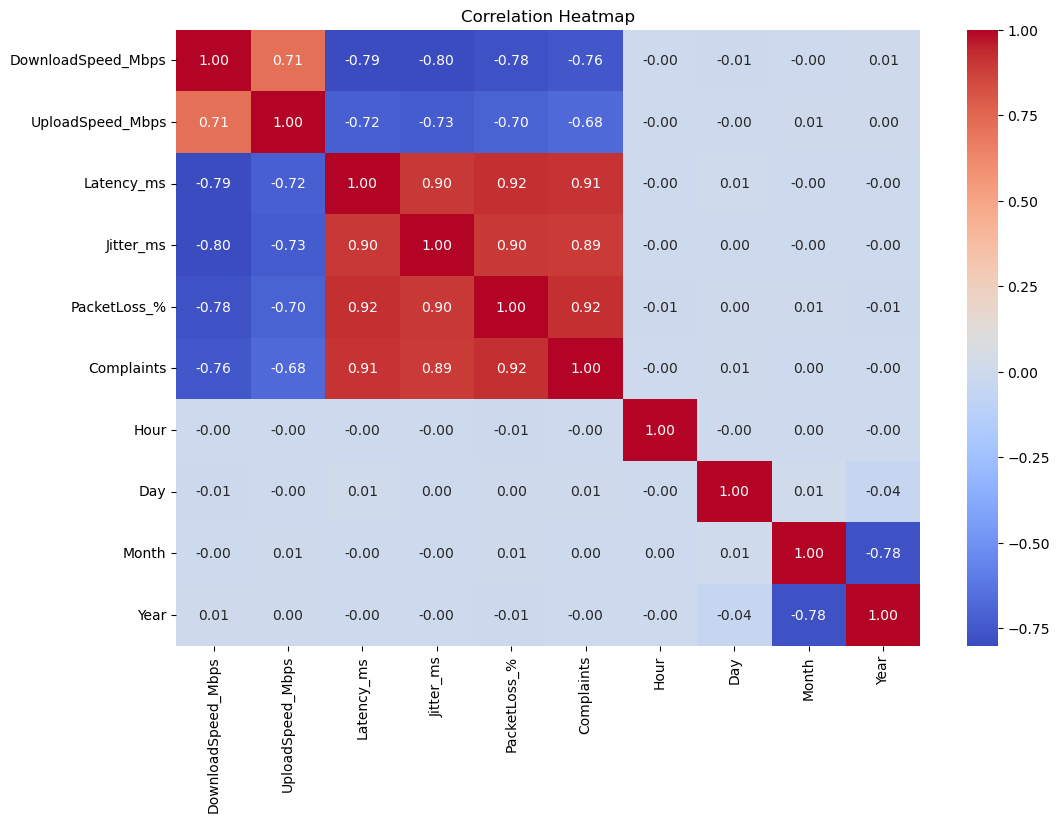 Correlation Heatmap
DownloadSpeed_Mbps 1.00 0.71 -0.79 -0.80 -0.78 -0.76 -0.00 -0.01 -0.00 0.01
UploadSpeed_Mbps 0.71 1.00 -0.72 -0.73 -0.70 -0.68 -0.00 -0.00 0.01 0.00
Latency_ms -0.79 -0.72 1.00 0.90 0.92 0.91 -0.00 0.01 -0.00 -0.00
Jitter_ms -0.80 -0.73 0.90 1.00 0.90 0.89 -0.00 0.00 -0.00 -0.00
PacketLoss_% -0.78 -0.70 0.92 0.90 1.00 0.92 -0.01 0.00 0.01 -0.01
Complaints -0.76 -0.68 0.91 0.89 0.92 1.00 -0.00 0.01 0.00 -0.00
Hour -0.00 -0.00 -0.00 -0.00 -0.01 -0.00 1.00 -0.00 0.00 -0.00
Day -0.01 -0.00 0.01 0.00 0.00 0.01 -0.00 1.00 0.01 -0.04
Month -0.00 0.01 -0.00 -0.00 0.01 0.00 0.00 0.01 1.00 -0.78
Year 0.01 0.00 -0.00 -0.00 -0.01 -0.00 -0.00 -0.04 -0.78 1.00
DownloadSpeed_Mbps
UploadSpeed_Mbps
Latency_ms
Jitter_ms
PacketLoss_%
Complaints
Hour
Day
Month
Year
1.00
0.75
0.50
0.25
0.00
−0.25
−0.50
−0.75